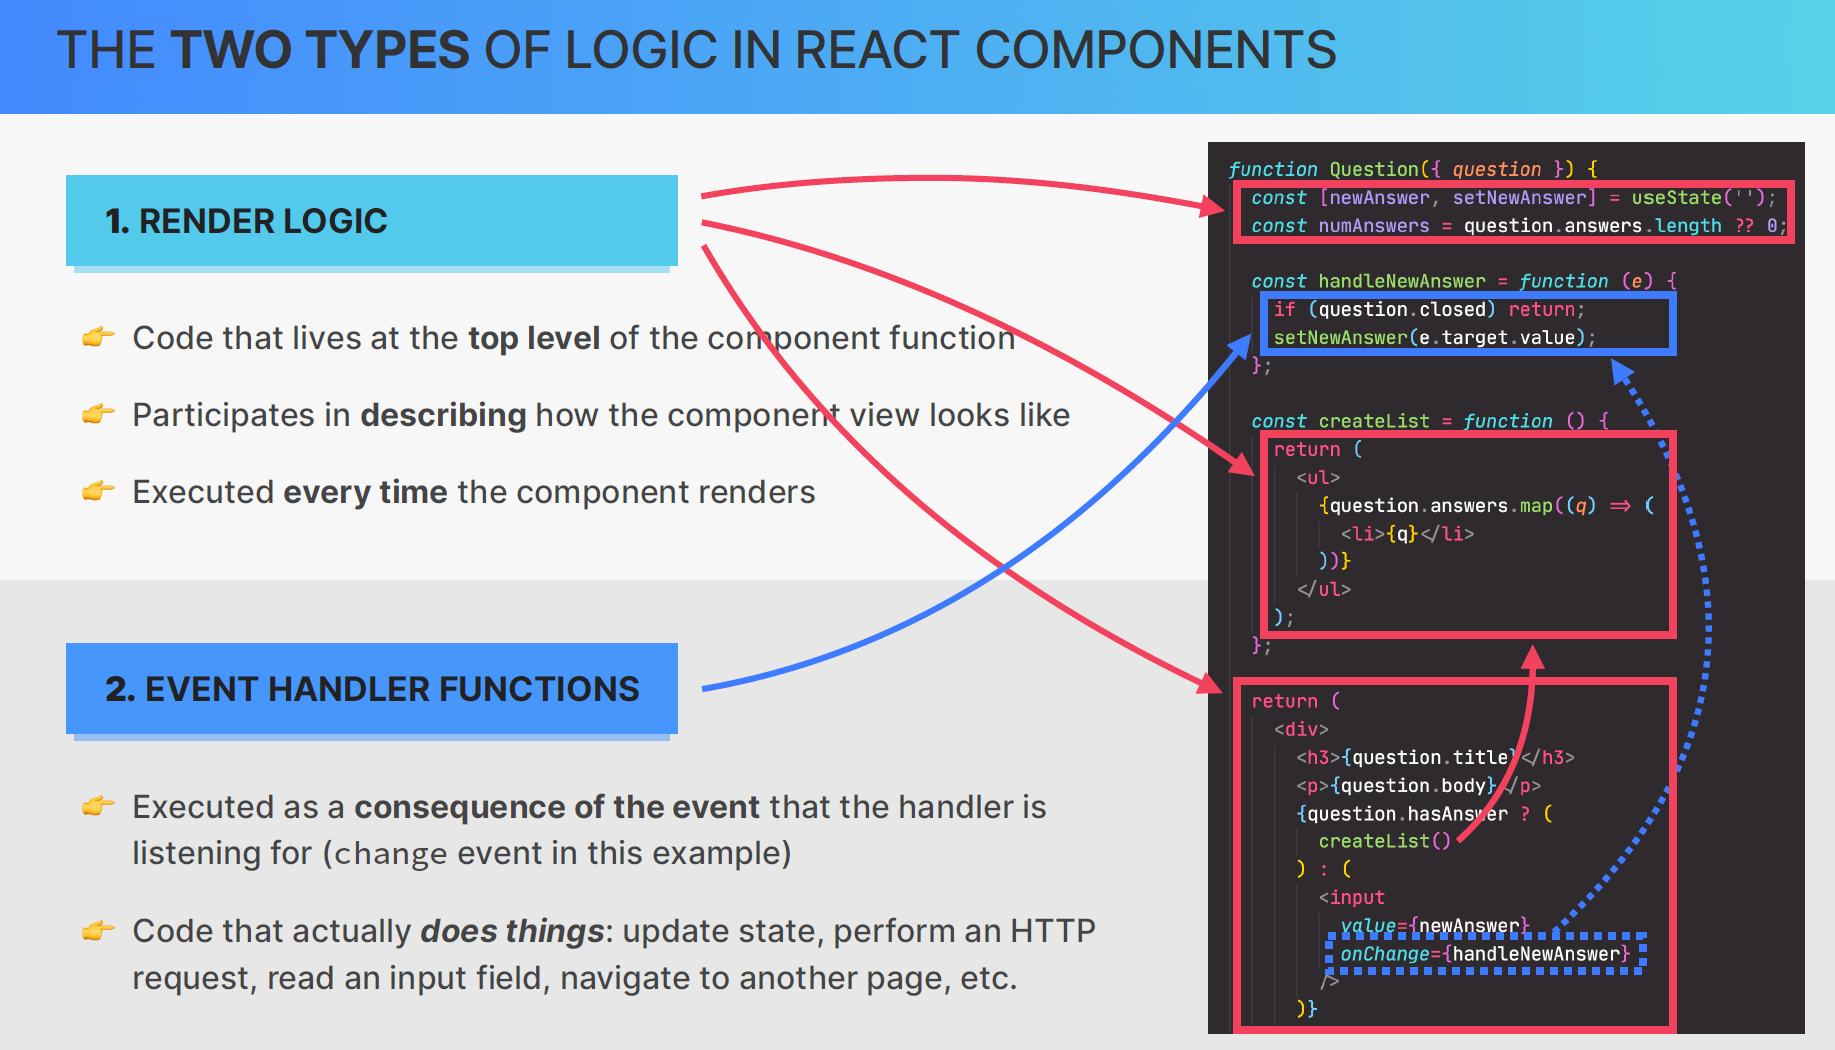 THE TWO TYPES OF LOGIC IN REACT COMPONENTS
1. RENDER LOGIC
👉 Code that lives at the top level of the component function
👉 Participates in describing how the component view looks like
👉 Executed every time the component renders
2. EVENT HANDLER FUNCTIONS
👉 Executed as a consequence of the event that the handler is
listening for (change event in this example)
👉 Code that actually does things: update state, perform an HTTP
request, read an input field, navigate to another page, etc.
function Question({ question }) {
const [newAnswer, setNewAnswer] = useState('');
const numAnswers = question.answers.length ?? 0;
const handleNewAnswer = function (e) {
if (question.closed) return;
setNewAnswer(e.target.value);
};
const createList = function () {
return (
<ul>
{question.answers.map((q) => (
<li>{q}</li>
))}
</ul>
);
};
return (
<div>
<h3>{question.title}</h3>
<p>{question.body}</p>
{question.hasAnswer ? (
createList()
) : (
<input
value={newAnswer}
onChange={handleNewAnswer}
/>
)}